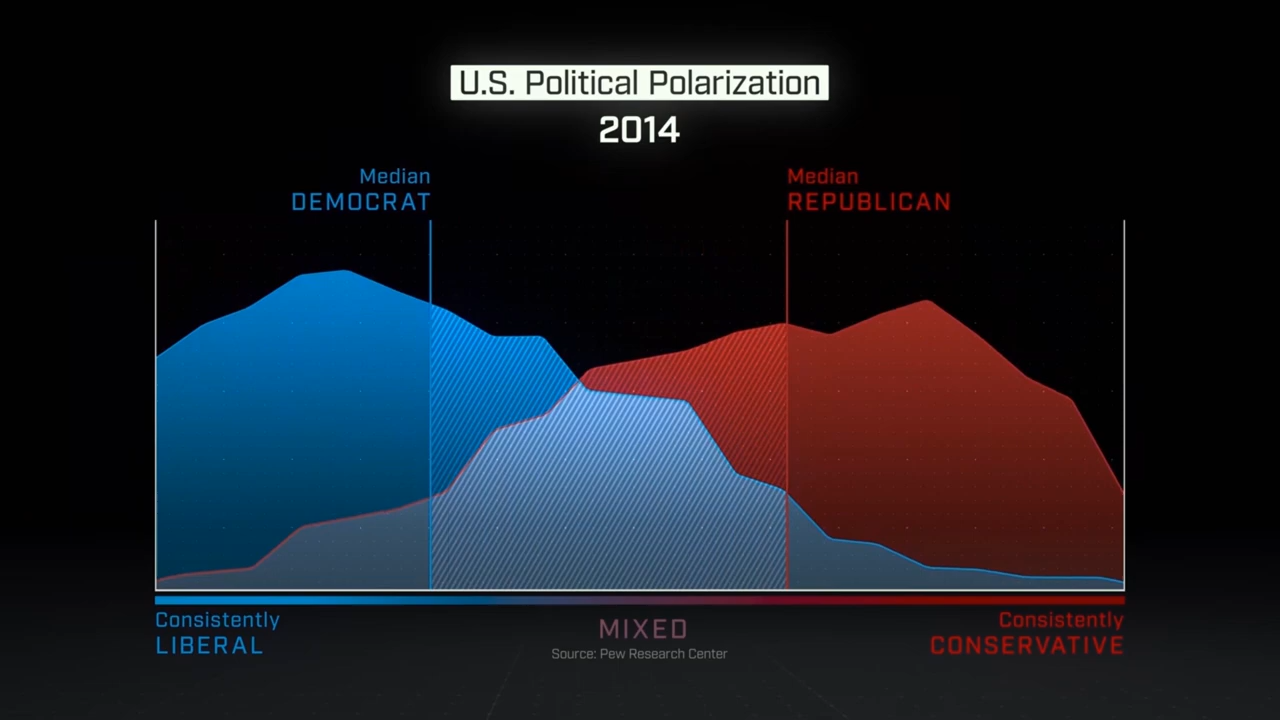 U.S. Political Polarization
2014
Median
DEMOCRAT
Median
REPUBLICAN
Consistently
LIBERAL
MIXED
Source: Pew Research Center
Consistently
CONSERVATIVE